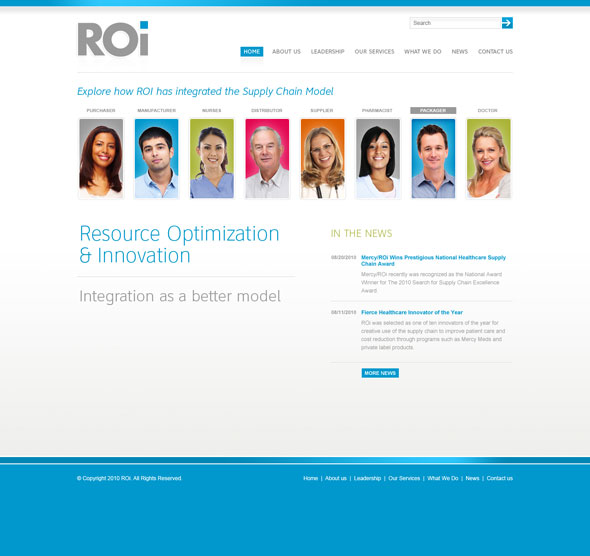 ROi
Search
HOME ABOUT US LEADERSHIP OUR SERVICES WHAT WE DO NEWS CONTACT US
Explore how ROI has integrated the Supply Chain Model
PURCHASER MANUFACTURER NURSES DISTRIBUTOR SUPPLIER PHARMACIST PACKAGER DOCTOR
Resource Optimization
& Innovation
Integration as a better model
IN THE NEWS
08/20/2010 Mercy/ROi Wins Prestigious National Healthcare Supply
Chain Award
Mercy/ROi recently was recognized as the National Award
Winner for The 2010 Search for Supply Chain Excellence
Award
08/11/2010 Fierce Healthcare Innovator of the Year
ROi was selected as one of ten innovators of the year for
creative use of the supply chain to improve patient care and
cost reduction through programs such as Mercy Meds and
private label products.
MORE NEWS
© Copyright 2010 ROi. All Rights Reserved.
Home | About us | Leadership | Our Services | What We Do | News | Contact us